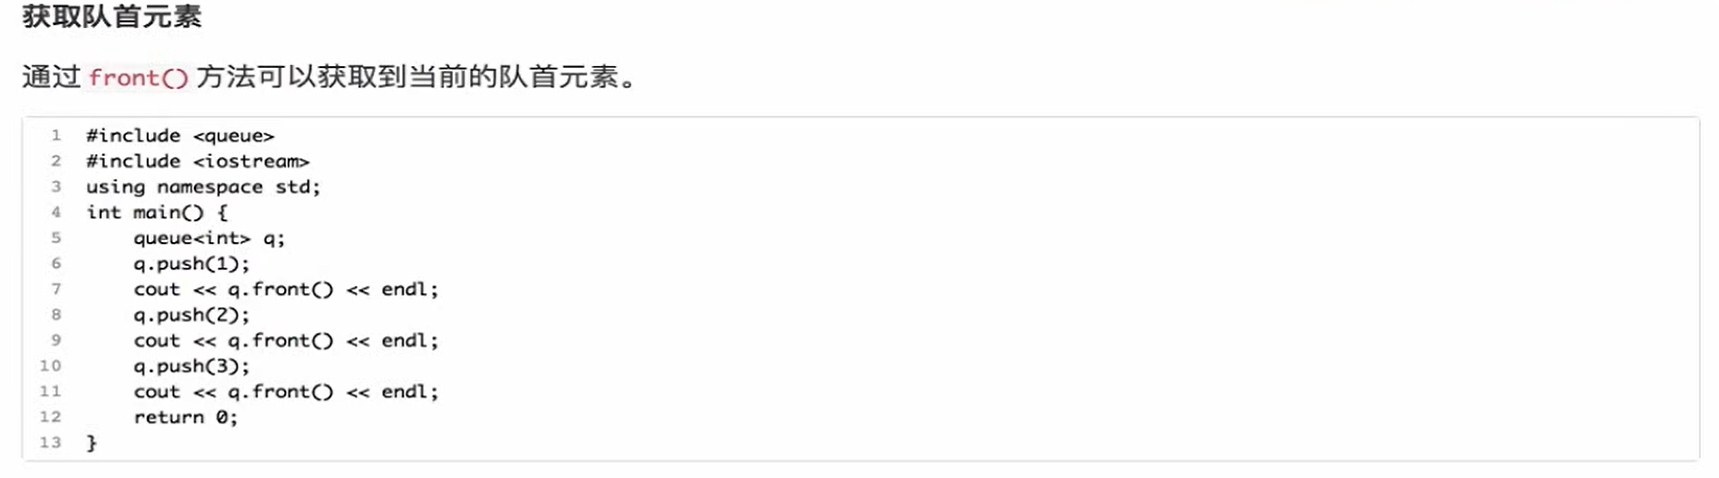 获取队首元素
通过 front() 方法可以获取到当前的队首元素。
1 #include <queue>
2 #include <iostream>
3 using namespace std;
4 int main() {
5     queue<int> q;
6     q.push(1);
7     cout << q.front() << endl;
8     q.push(2);
9     cout << q.front() << endl;
10     q.push(3);
11     cout << q.front() << endl;
12     return 0;
13 }